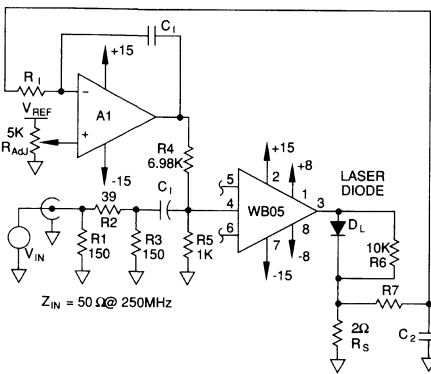 C1
+15
R1
−
VREF
A1
5K
RAdJ
+
R4
6.98K
-15
+15
+8
LASER
DIODE
5
2
1
39
C1
4
WB05
3
R2
DL
6
8
7
10K
R6
VIN
R1
150
R3
150
R5
1K
-15
-8
R7
ZIN = 50 Ω@ 250MHz
2Ω
RS
C2